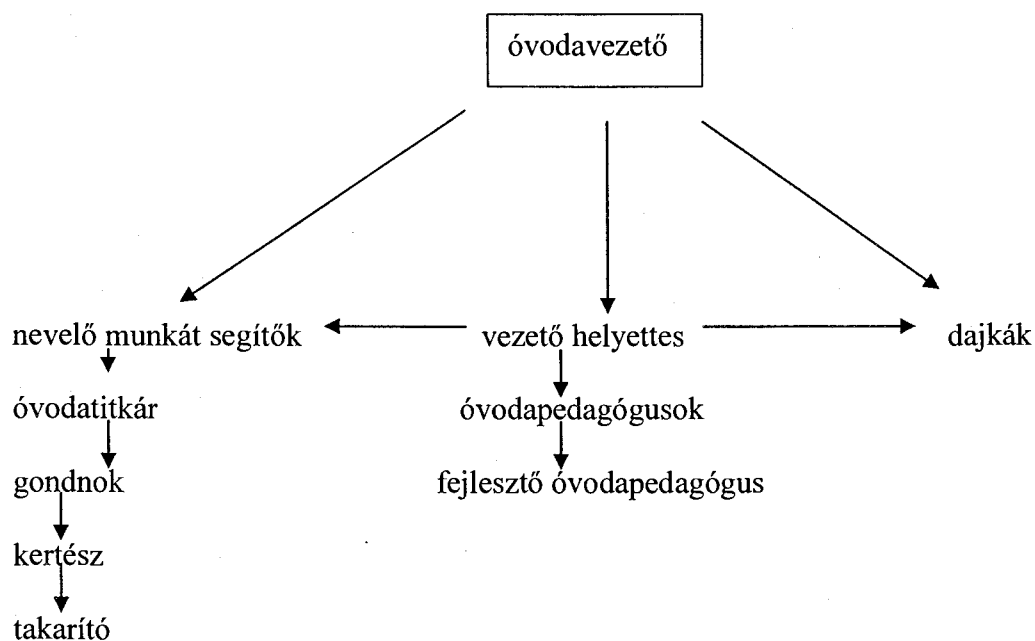 óvodavezető
nevelő munkát segítők vezető helyettes dajkák
óvodatitkár óvodapedagógusok
gondnok fejlesztő óvodapedagógus
kertész
takarító